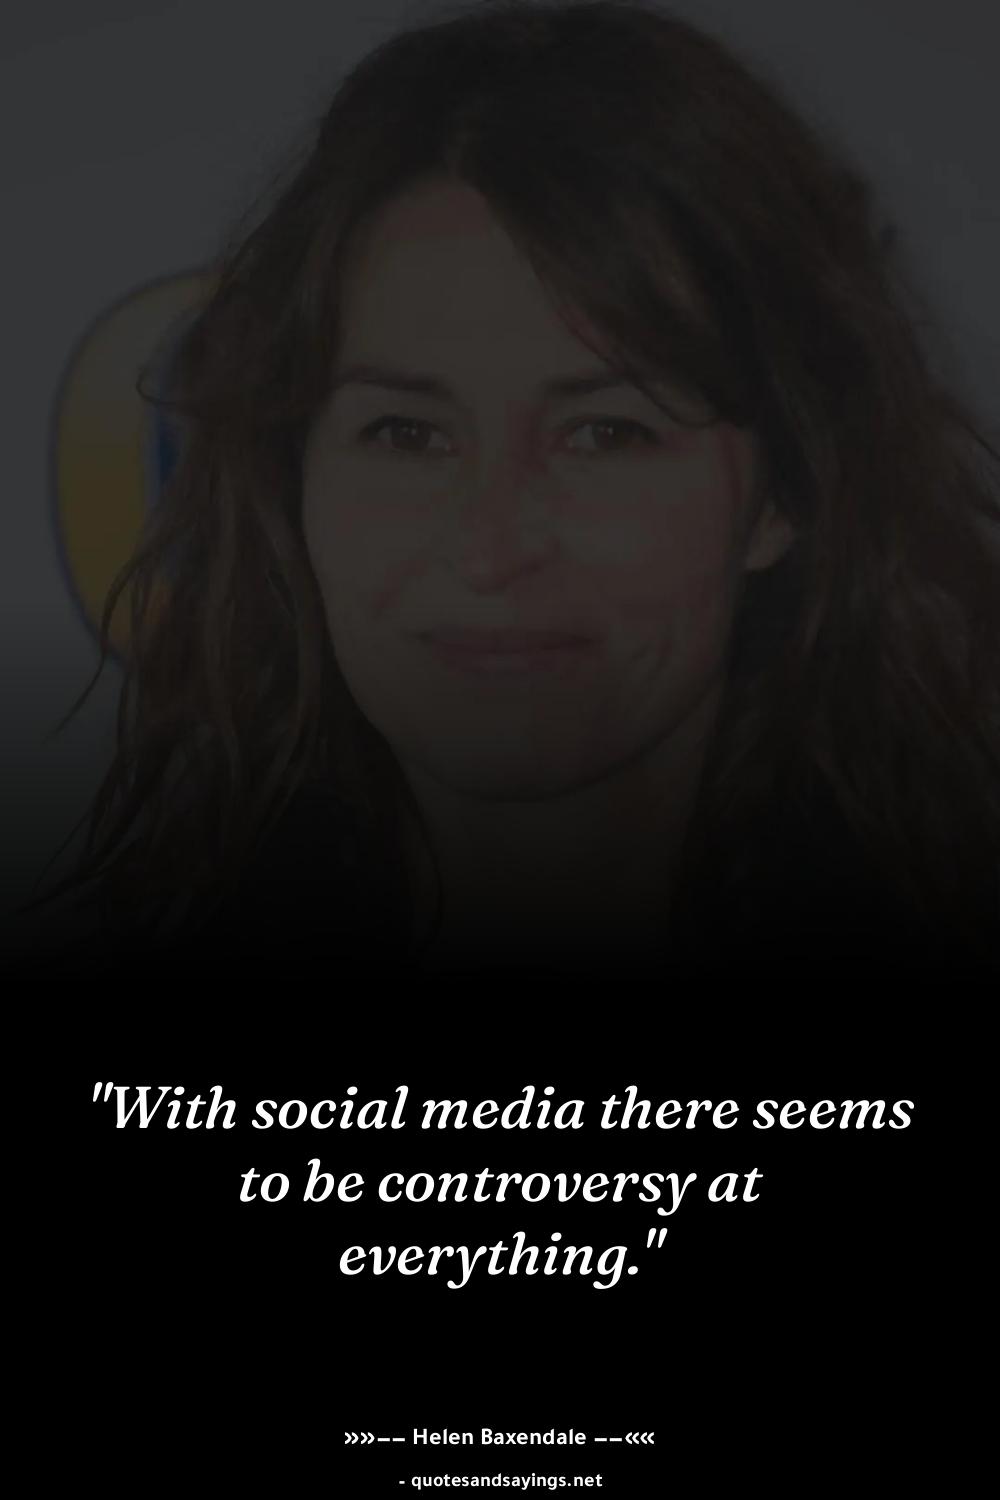 "With social media there seems
to be controversy at
everything."
»»–– Helen Baxendale ––««
- quotesandsayings.net